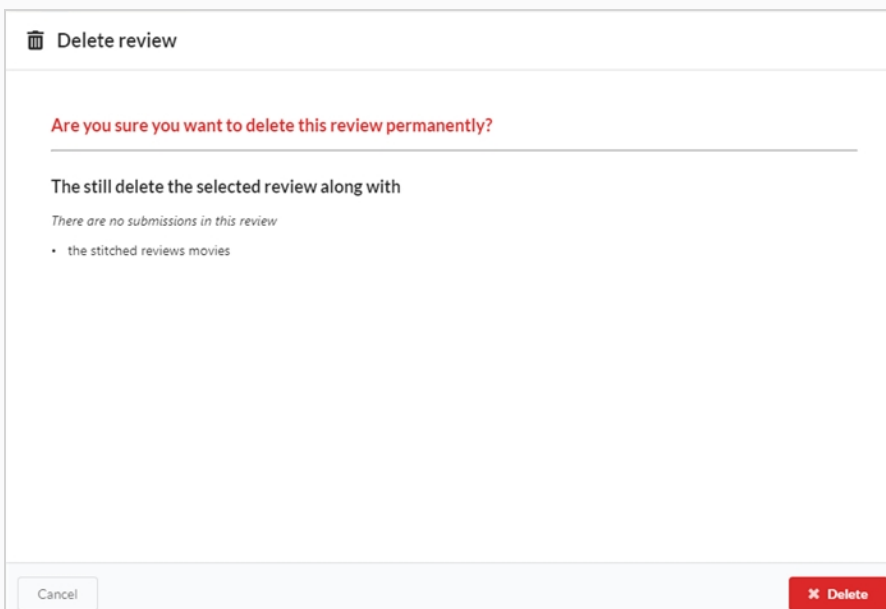 Delete review
Are you sure you want to delete this review permanently?
The still delete the selected review along with
There are no submissions in this review
• the stitched reviews movies
Cancel
✖ Delete